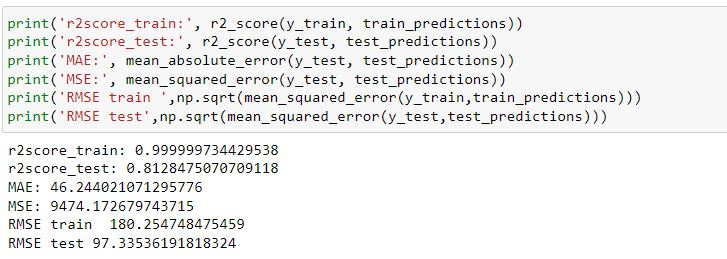 print('r2score_train:', r2_score(y_train, train_predictions))
print('r2score_test:', r2_score(y_test, test_predictions))
print('MAE:', mean_absolute_error(y_test, test_predictions))
print('MSE:', mean_squared_error(y_test, test_predictions))
print('RMSE train ',np.sqrt(mean_squared_error(y_train,train_predictions)))
print('RMSE test',np.sqrt(mean_squared_error(y_test,test_predictions)))
r2score_train: 0.999999734429538
r2score_test: 0.8128475070709118
MAE: 46.244021071295776
MSE: 9474.172679743715
RMSE train  180.254748475459
RMSE test 97.33536191818324